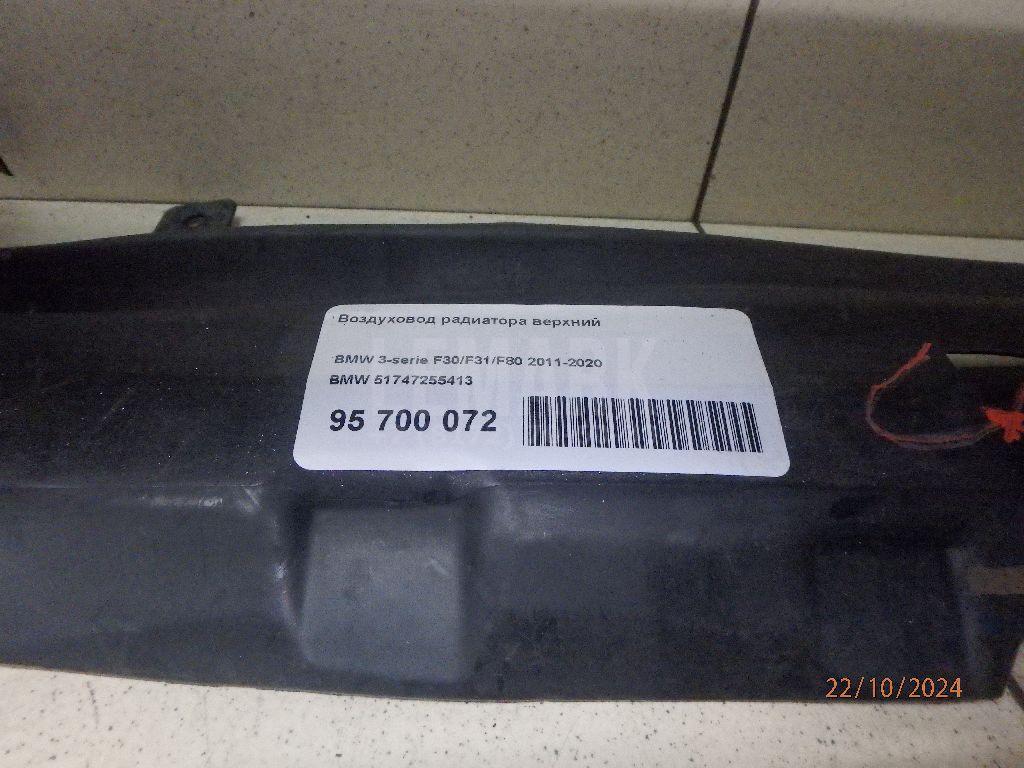 Воздуховод радиатора верхний
BMW 3-serie F30/F31/F80 2011-2020
BMW 51747255413
95 700 072
LEMARK
22/10/2024